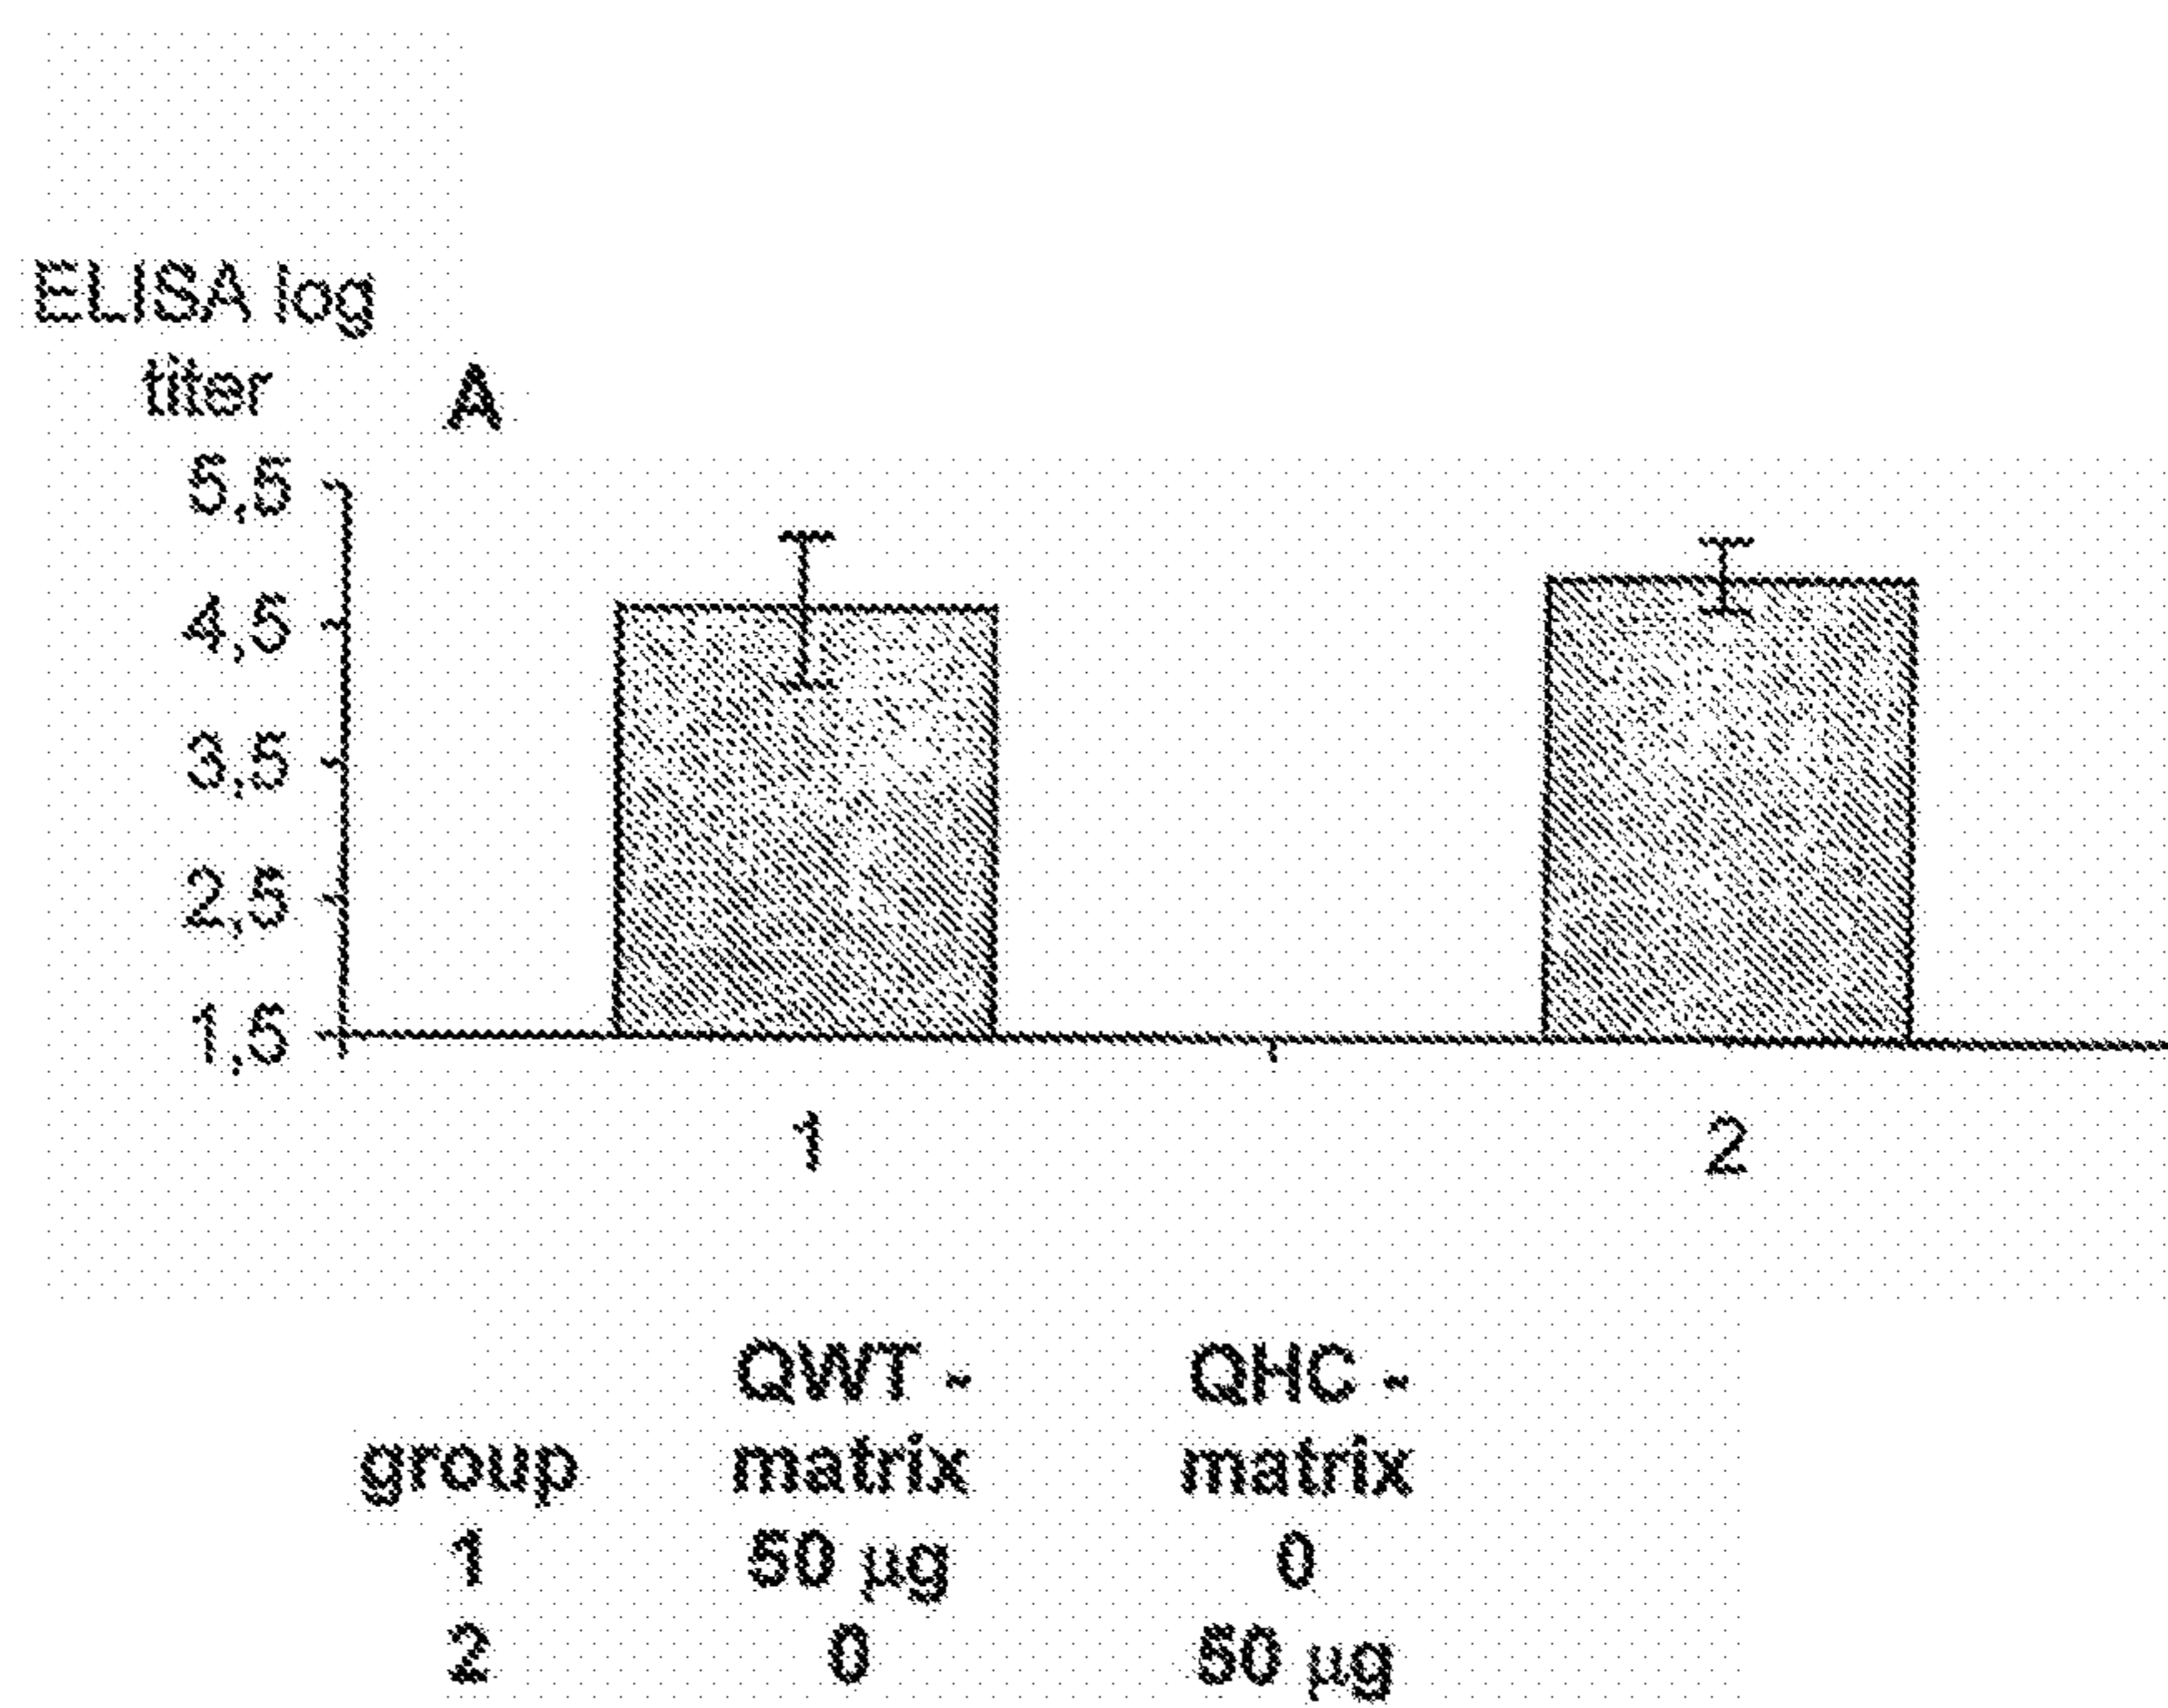 ELISA log
titer
A
5,5
4,5
3,5
2,5
1,5
1 2
QWT - QHC -
group matrix matrix
1 50 µg 0
2 0 50 µg